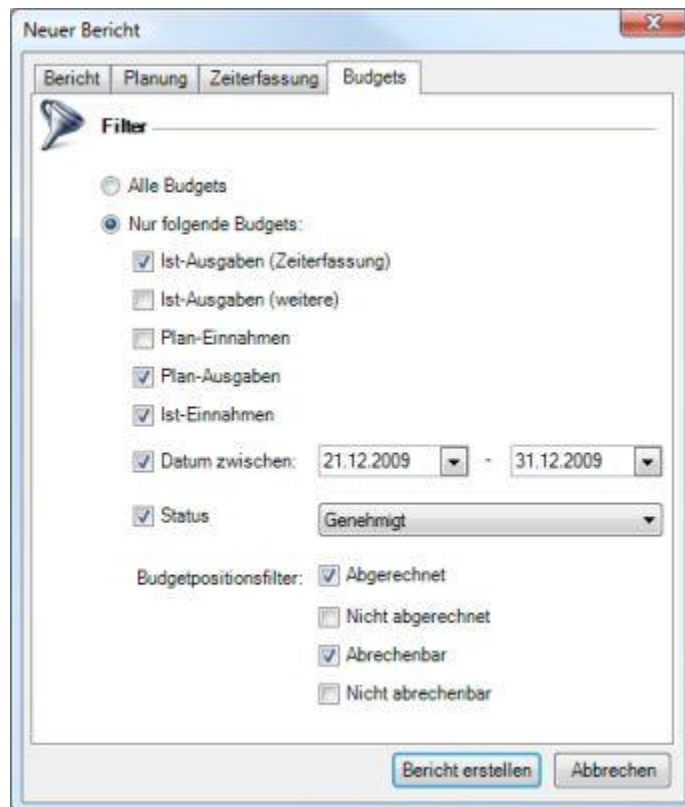 Neuer Bericht
Bericht Planung Zeiterfassung Budgets
Filter
Alle Budgets
Nur folgende Budgets:
Ist-Ausgaben (Zeiterfassung)
Ist-Ausgaben (weitere)
Plan-Einnahmen
Plan-Ausgaben
Ist-Einnahmen
Datum zwischen: 21.12.2009 - 31.12.2009
Status Genehmigt
Budgetpositionsfilter: Abgerechnet
Nicht abgerechnet
Abrechenbar
Nicht abrechenbar
Bericht erstellen Abbrechen